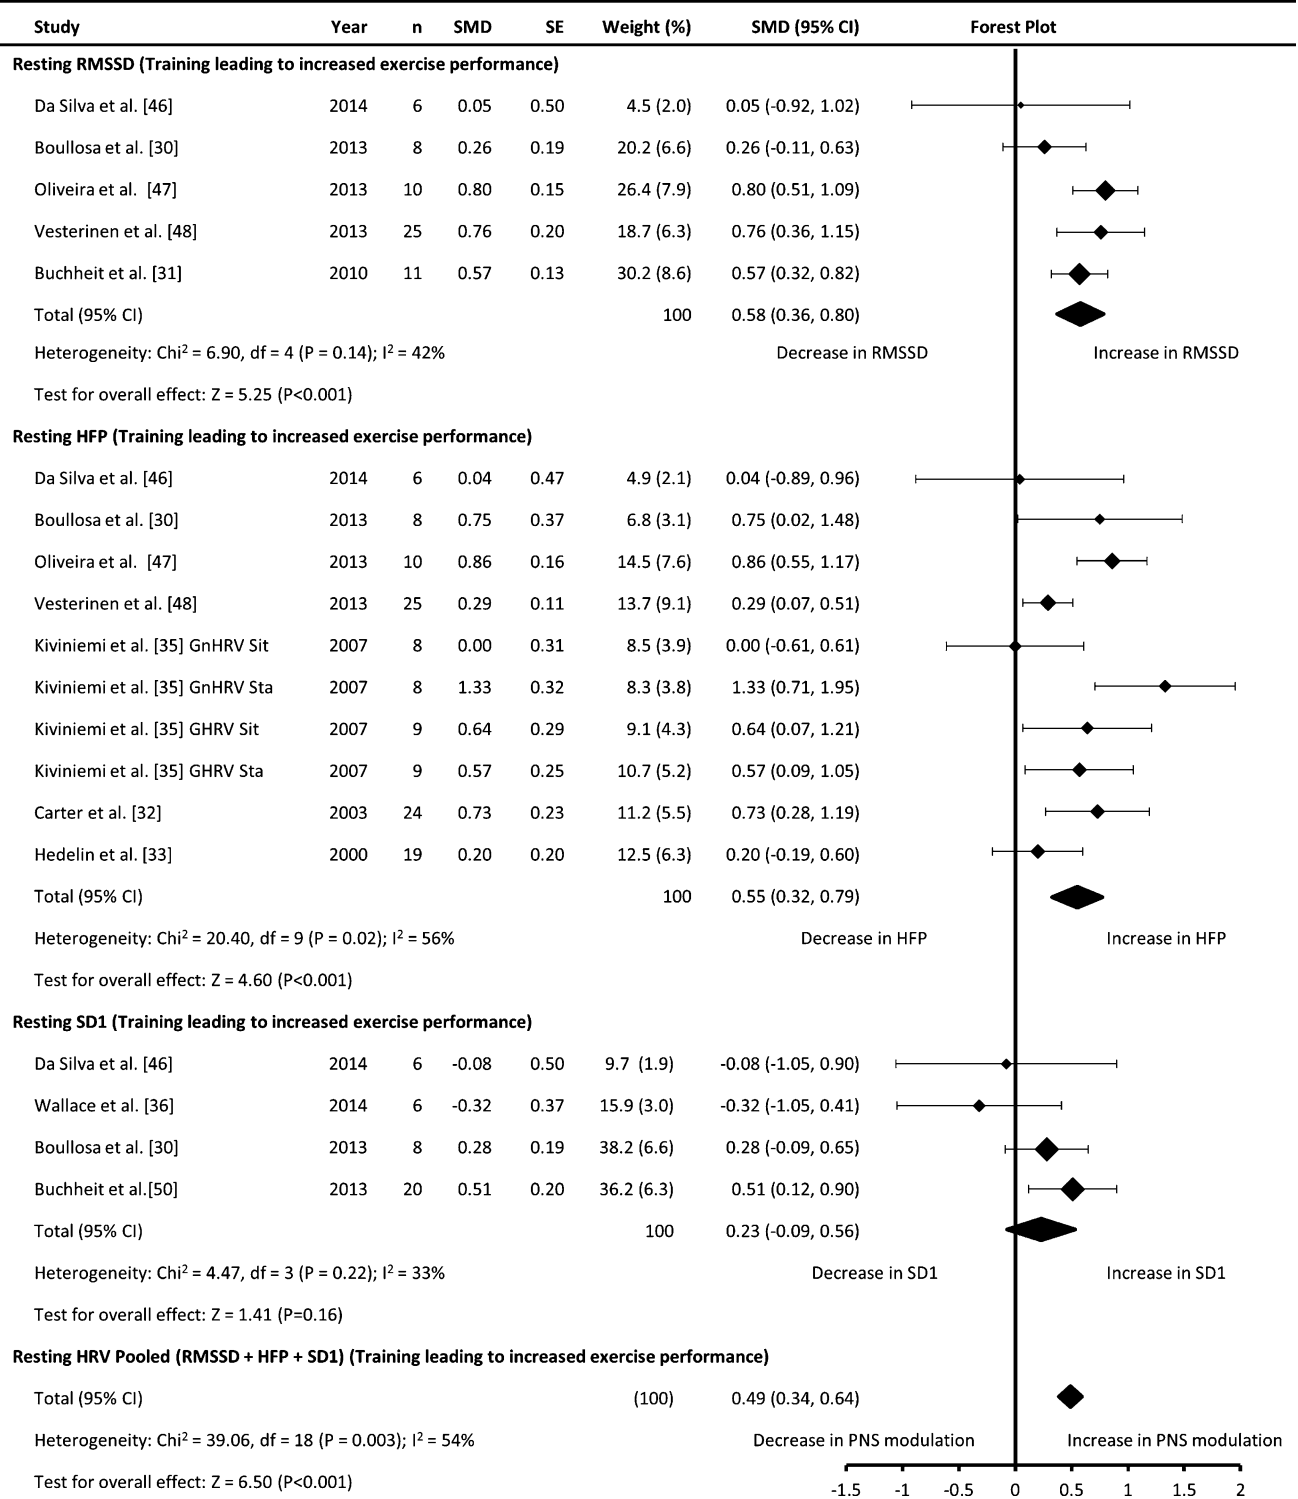 Study Year n SMD SE Weight (%) SMD (95% CI) Forest Plot
Resting RMSSD (Training leading to increased exercise performance)
Da Silva et al. [46] 2014 6 0.05 0.50 4.5 (2.0) 0.05 (-0.92, 1.02)
Boullosa et al. [30] 2013 8 0.26 0.19 20.2 (6.6) 0.26 (-0.11, 0.63)
Oliveira et al. [47] 2013 10 0.80 0.15 26.4 (7.9) 0.80 (0.51, 1.09)
Vesterinen et al. [48] 2013 25 0.76 0.20 18.7 (6.3) 0.76 (0.36, 1.15)
Buchheit et al. [31] 2010 11 0.57 0.13 30.2 (8.6) 0.57 (0.32, 0.82)
Total (95% CI) 100 0.58 (0.36, 0.80)
Heterogeneity: Chi² = 6.90, df = 4 (P = 0.14); I² = 42% Decrease in RMSSD Increase in RMSSD
Test for overall effect: Z = 5.25 (P<0.001)
Resting HFP (Training leading to increased exercise performance)
Da Silva et al. [46] 2014 6 0.04 0.47 4.9 (2.1) 0.04 (-0.89, 0.96)
Boullosa et al. [30] 2013 8 0.75 0.37 6.8 (3.1) 0.75 (0.02, 1.48)
Oliveira et al. [47] 2013 10 0.86 0.16 14.5 (7.6) 0.86 (0.55, 1.17)
Vesterinen et al. [48] 2013 25 0.29 0.11 13.7 (9.1) 0.29 (0.07, 0.51)
Kiviniemi et al. [35] GnHRV Sit 2007 8 0.00 0.31 8.5 (3.9) 0.00 (-0.61, 0.61)
Kiviniemi et al. [35] GnHRV Sta 2007 8 1.33 0.32 8.3 (3.8) 1.33 (0.71, 1.95)
Kiviniemi et al. [35] GHRV Sit 2007 9 0.64 0.29 9.1 (4.3) 0.64 (0.07, 1.21)
Kiviniemi et al. [35] GHRV Sta 2007 9 0.57 0.25 10.7 (5.2) 0.57 (0.09, 1.05)
Carter et al. [32] 2003 24 0.73 0.23 11.2 (5.5) 0.73 (0.28, 1.19)
Hedelin et al. [33] 2000 19 0.20 0.20 12.5 (6.3) 0.20 (-0.19, 0.60)
Total (95% CI) 100 0.55 (0.32, 0.79)
Heterogeneity: Chi² = 20.40, df = 9 (P = 0.02); I² = 56% Decrease in HFP Increase in HFP
Test for overall effect: Z = 4.60 (P<0.001)
Resting SD1 (Training leading to increased exercise performance)
Da Silva et al. [46] 2014 6 -0.08 0.50 9.7 (1.9) -0.08 (-1.05, 0.90)
Wallace et al. [36] 2014 6 -0.32 0.37 15.9 (3.0) -0.32 (-1.05, 0.41)
Boullosa et al. [30] 2013 8 0.28 0.19 38.2 (6.6) 0.28 (-0.09, 0.65)
Buchheit et al.[50] 2013 20 0.51 0.20 36.2 (6.3) 0.51 (0.12, 0.90)
Total (95% CI) 100 0.23 (-0.09, 0.56)
Heterogeneity: Chi² = 4.47, df = 3 (P = 0.22); I² = 33% Decrease in SD1 Increase in SD1
Test for overall effect: Z = 1.41 (P=0.16)
Resting HRV Pooled (RMSSD + HFP + SD1) (Training leading to increased exercise performance)
Total (95% CI) (100) 0.49 (0.34, 0.64)
Heterogeneity: Chi² = 39.06, df = 18 (P = 0.003); I² = 54% Decrease in PNS modulation Increase in PNS modulation
Test for overall effect: Z = 6.50 (P<0.001)
-1.5 -1 -0.5 0 0.5 1 1.5 2